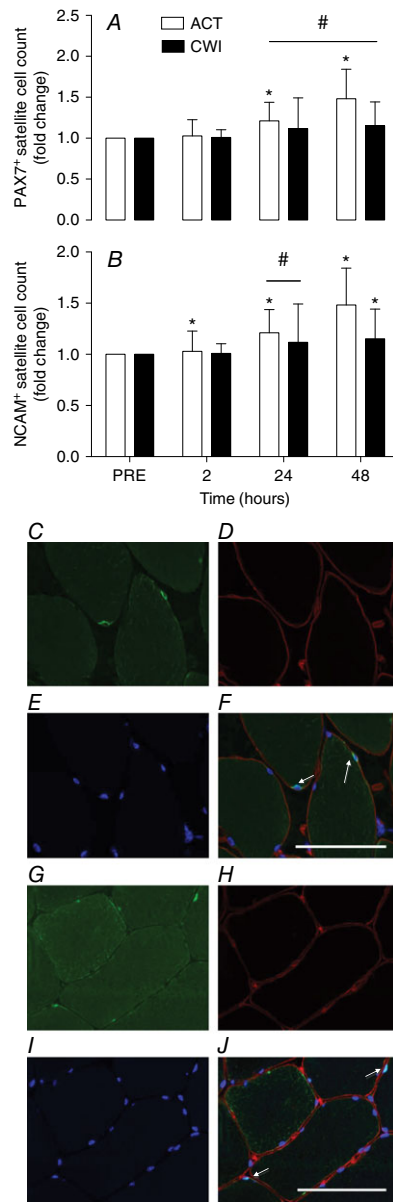 A
ACT
CWI
#
*
*
PAX7+ satellite cell count
(fold change)
2.5
2.0
1.5
1.0
0.5
0.0
B
#
*
*
*
*
NCAM+ satellite cell count
(fold change)
2.0
1.5
1.0
0.5
0.0
PRE
2
24
48
Time (hours)
C
D
E
F
G
H
I
J